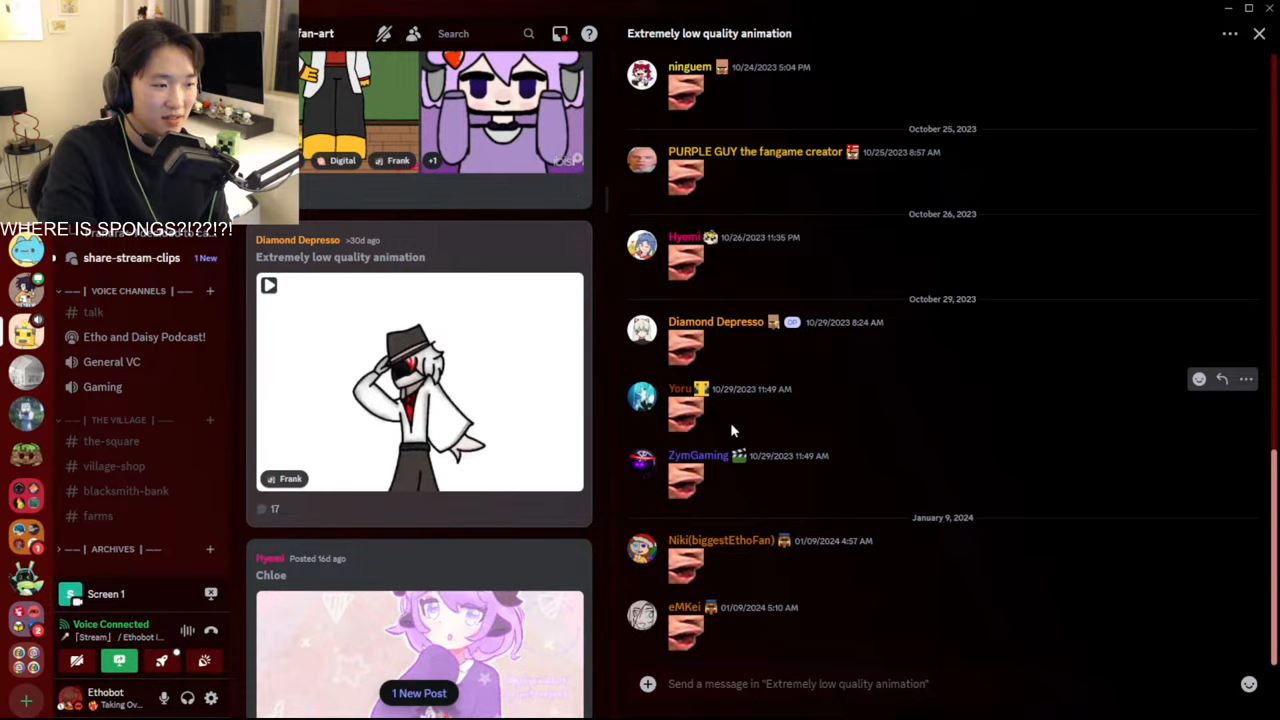 fan-art
Search
Extremely low quality animation
Digital
Frank
+1
ibisP
WHERE IS SPONGS?!??!?!
share-stream-clips
1 New
—— | VOICE CHANNELS | ——
talk
Etho and Daisy Podcast!
General VC
Gaming
—— | THE VILLAGE | ——
the-square
village-shop
blacksmith-bank
farms
—— | ARCHIVES | ——
S
Screen 1
Voice Connected
「Stream」 / Ethobot I...
Ethobot
Taking Ov...
Diamond Depresso >30d ago
Extremely low quality animation
Frank
17
Hyemi Posted 16d ago
Chloe
1 New Post
ninguem 10/24/2023 5:04 PM
October 25, 2023
PURPLE GUY the fangame creator 10/25/2023 8:57 AM
October 26, 2023
Hyemi 10/26/2023 11:35 PM
October 29, 2023
Diamond Depresso OP 10/29/2023 8:24 AM
Yoru 10/29/2023 11:49 AM
ZymGaming 10/29/2023 11:49 AM
January 9, 2024
Niki(biggestEthoFan) 01/09/2024 4:57 AM
eMKei 01/09/2024 5:10 AM
Send a message in "Extremely low quality animation"
1
2